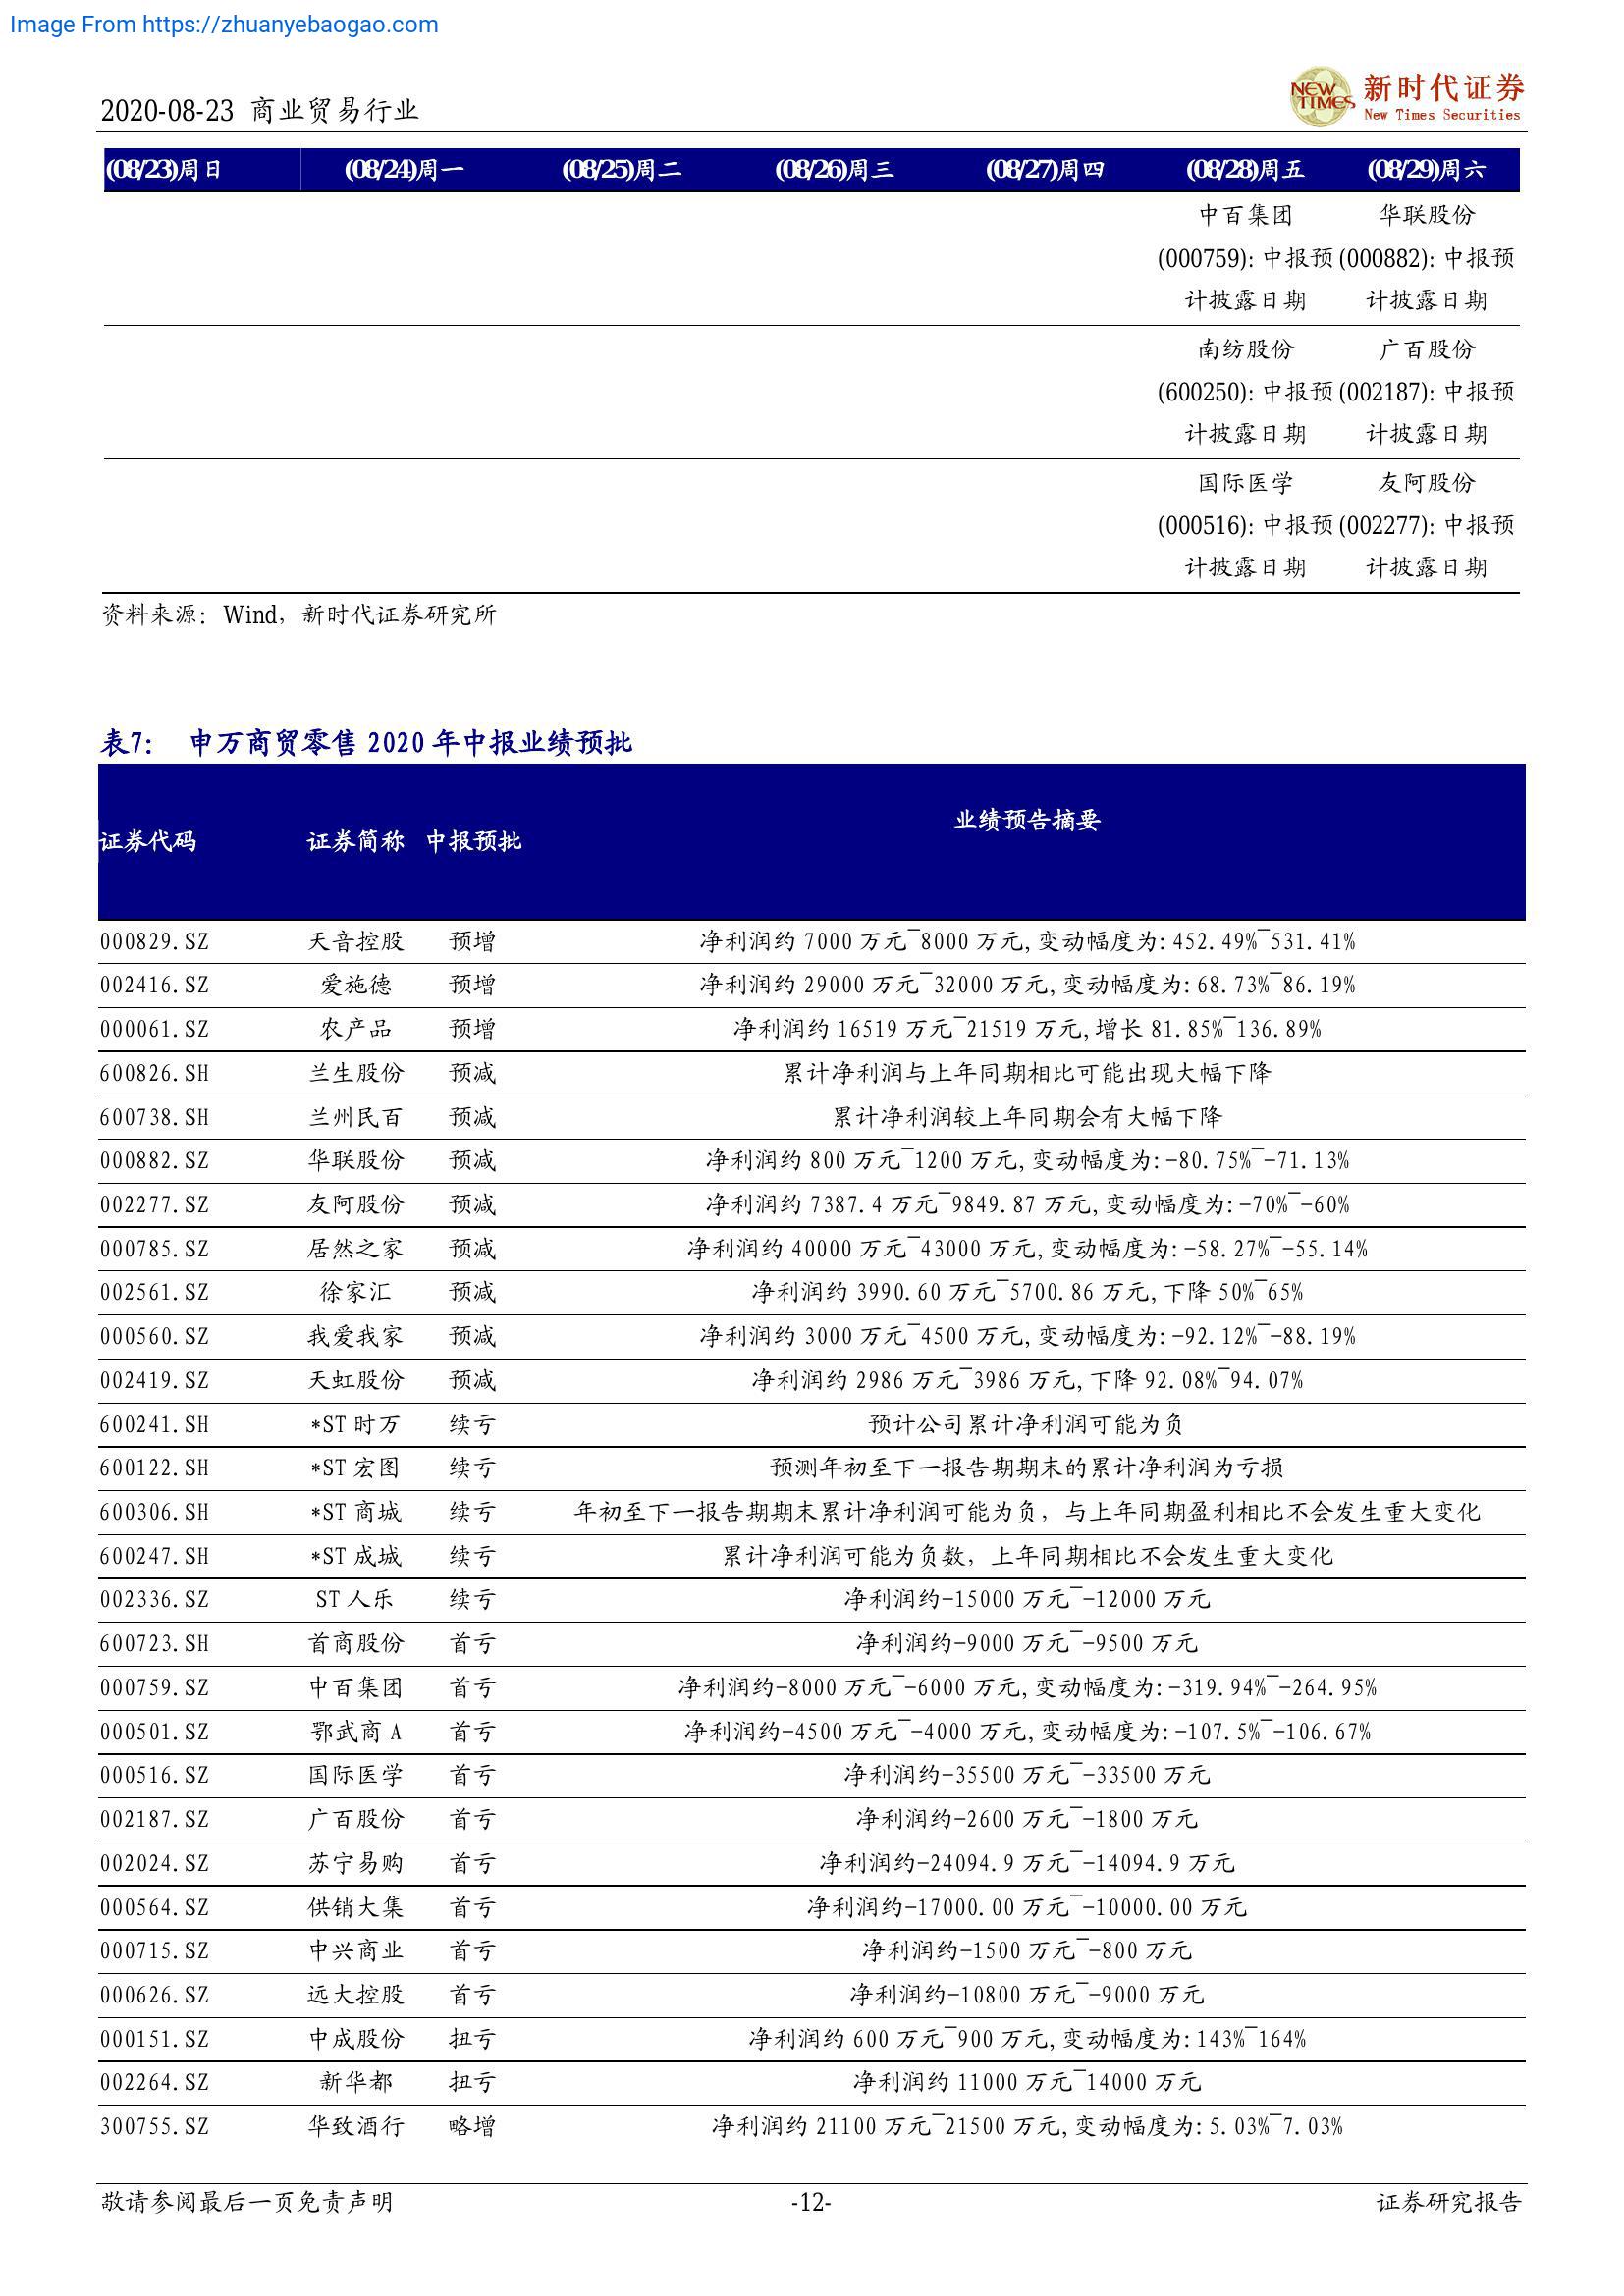 Image From https://zhuanyebaogao.com
2020-08-23 商业贸易行业
NEW TIMES 新时代证券
New Times Securities
(08/23)周日 (08/24)周一 (08/25)周二 (08/26)周三 (08/27)周四 (08/28)周五 (08/29)周六
中百集团 华联股份
(000759): 中报预 (000882): 中报预
计披露日期 计披露日期
南纺股份 广百股份
(600250): 中报预 (002187): 中报预
计披露日期 计披露日期
国际医学 友阿股份
(000516): 中报预 (002277): 中报预
计披露日期 计披露日期
资料来源：Wind，新时代证券研究所
表7： 申万商贸零售 2020 年中报业绩预批
证券代码 证券简称 中报预批 业绩预告摘要
000829.SZ 天音控股 预增 净利润约 7000 万元~8000 万元,变动幅度为:452.49%~531.41%
002416.SZ 爱施德 预增 净利润约 29000 万元~32000 万元,变动幅度为:68.73%~86.19%
000061.SZ 农产品 预增 净利润约 16519 万元~21519 万元,增长 81.85%~136.89%
600826.SH 兰生股份 预减 累计净利润与上年同期相比可能出现大幅下降
600738.SH 兰州民百 预减 累计净利润较上年同期会有大幅下降
000882.SZ 华联股份 预减 净利润约 800 万元~1200 万元,变动幅度为:-80.75%~-71.13%
002277.SZ 友阿股份 预减 净利润约 7387.4 万元~9849.87 万元,变动幅度为:-70%~-60%
000785.SZ 居然之家 预减 净利润约 40000 万元~43000 万元,变动幅度为:-58.27%~-55.14%
002561.SZ 徐家汇 预减 净利润约 3990.60 万元~5700.86 万元,下降 50%~65%
000560.SZ 我爱我家 预减 净利润约 3000 万元~4500 万元,变动幅度为:-92.12%~-88.19%
002419.SZ 天虹股份 预减 净利润约 2986 万元~3986 万元,下降 92.08%~94.07%
600241.SH *ST 时万 续亏 预计公司累计净利润可能为负
600122.SH *ST 宏图 续亏 预测年初至下一报告期期末的累计净利润为亏损
600306.SH *ST 商城 续亏 年初至下一报告期期末累计净利润可能为负，与上年同期盈利相比不会发生重大变化
600247.SH *ST 成城 续亏 累计净利润可能为负数，上年同期相比不会发生重大变化
002336.SZ ST 人乐 续亏 净利润约-15000 万元~-12000 万元
600723.SH 首商股份 首亏 净利润约-9000 万元~-9500 万元
000759.SZ 中百集团 首亏 净利润约-8000 万元~-6000 万元,变动幅度为:-319.94%~-264.95%
000501.SZ 鄂武商 A 首亏 净利润约-4500 万元~-4000 万元,变动幅度为:-107.5%~-106.67%
000516.SZ 国际医学 首亏 净利润约-35500 万元~-33500 万元
002187.SZ 广百股份 首亏 净利润约-2600 万元~-1800 万元
002024.SZ 苏宁易购 首亏 净利润约-24094.9 万元~-14094.9 万元
000564.SZ 供销大集 首亏 净利润约-17000.00 万元~-10000.00 万元
000715.SZ 中兴商业 首亏 净利润约-1500 万元~-800 万元
000626.SZ 远大控股 首亏 净利润约-10800 万元~-9000 万元
000151.SZ 中成股份 扭亏 净利润约 600 万元~900 万元,变动幅度为:143%~164%
002264.SZ 新华都 扭亏 净利润约 11000 万元~14000 万元
300755.SZ 华致酒行 略增 净利润约 21100 万元~21500 万元,变动幅度为:5.03%~7.03%
敬请参阅最后一页免责声明 -12- 证券研究报告